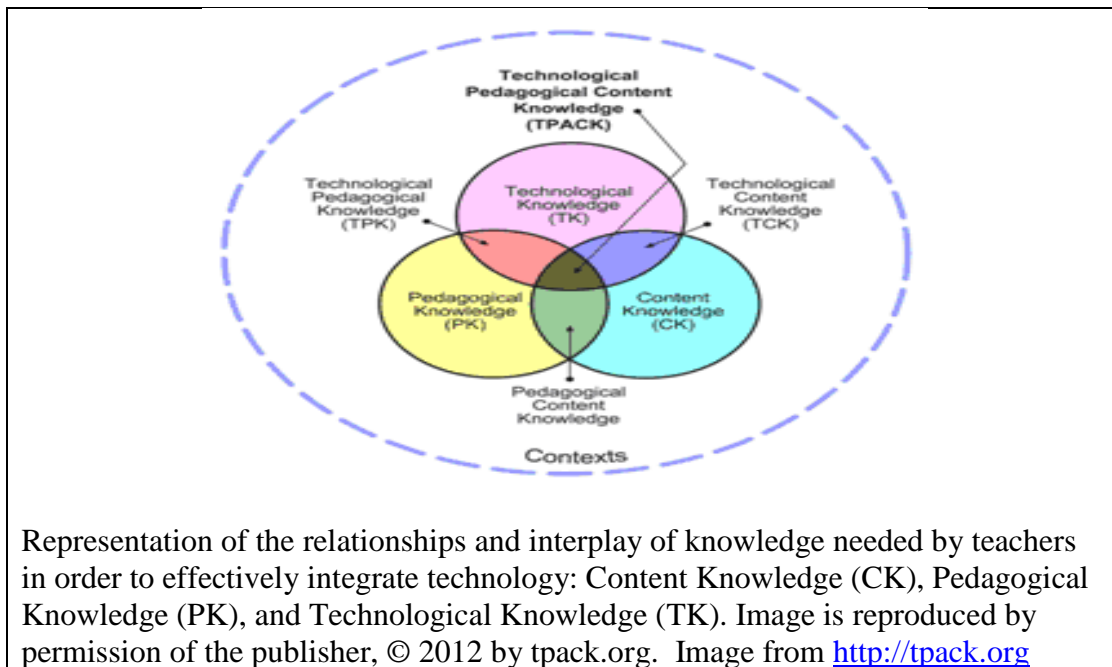 Technological
Pedagogical Content
Knowledge
(TPACK)
Technological
Pedagogical
Knowledge
(TPK)
Technological
Knowledge
(TK)
Technological
Content
Knowledge
(TCK)
Pedagogical
Knowledge
(PK)
Content
Knowledge
(CK)
Pedagogical
Content
Knowledge
Contexts
Representation of the relationships and interplay of knowledge needed by teachers
in order to effectively integrate technology: Content Knowledge (CK), Pedagogical
Knowledge (PK), and Technological Knowledge (TK). Image is reproduced by
permission of the publisher, © 2012 by tpack.org.  Image from http://tpack.org